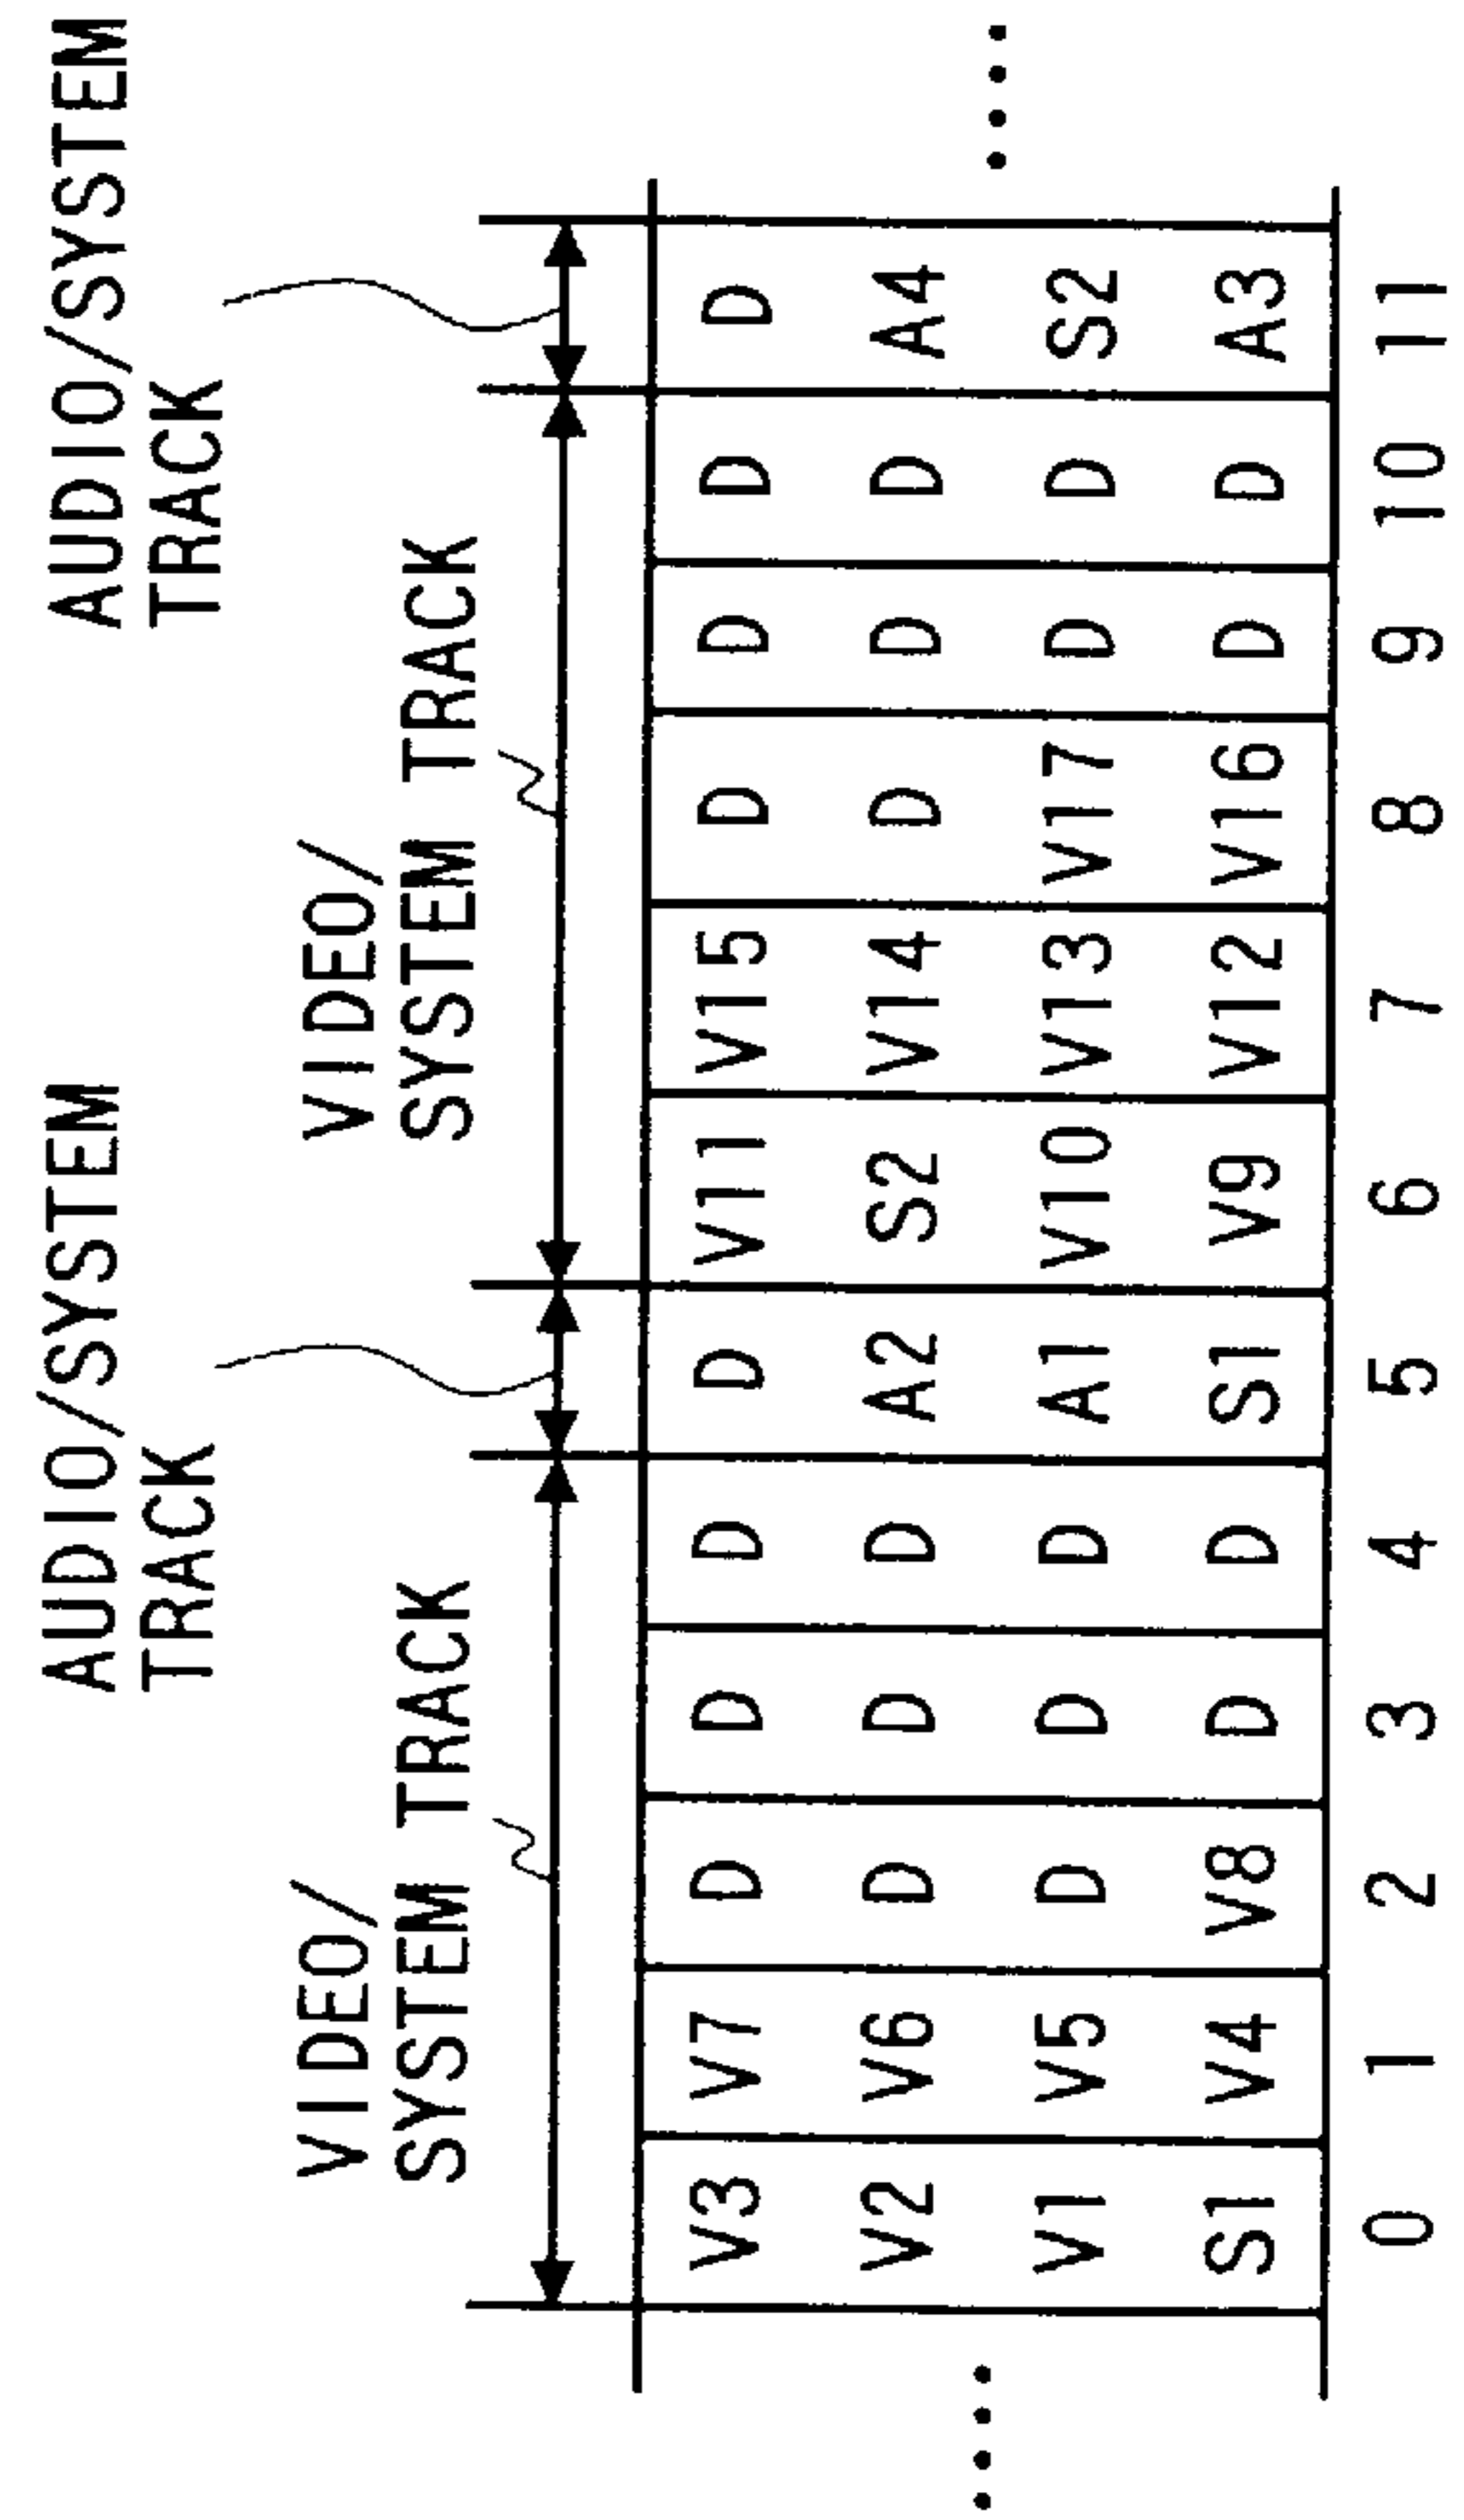 AUDIO/SYSTEM
TRACK
AUDIO/SYSTEM
TRACK
VIDEO/
SYSTEM TRACK
VIDEO/
SYSTEM TRACK
V3 V7 D D D D V11 V15 D D D D
V2 V6 D D D A2 S2 V14 D D D A4
V1 V5 D D D A1 V10 V13 V17 D D S2
S1 V4 V8 D D S1 V9 V12 V16 D D A3
0 1 2 3 4 5 6 7 8 9 10 11